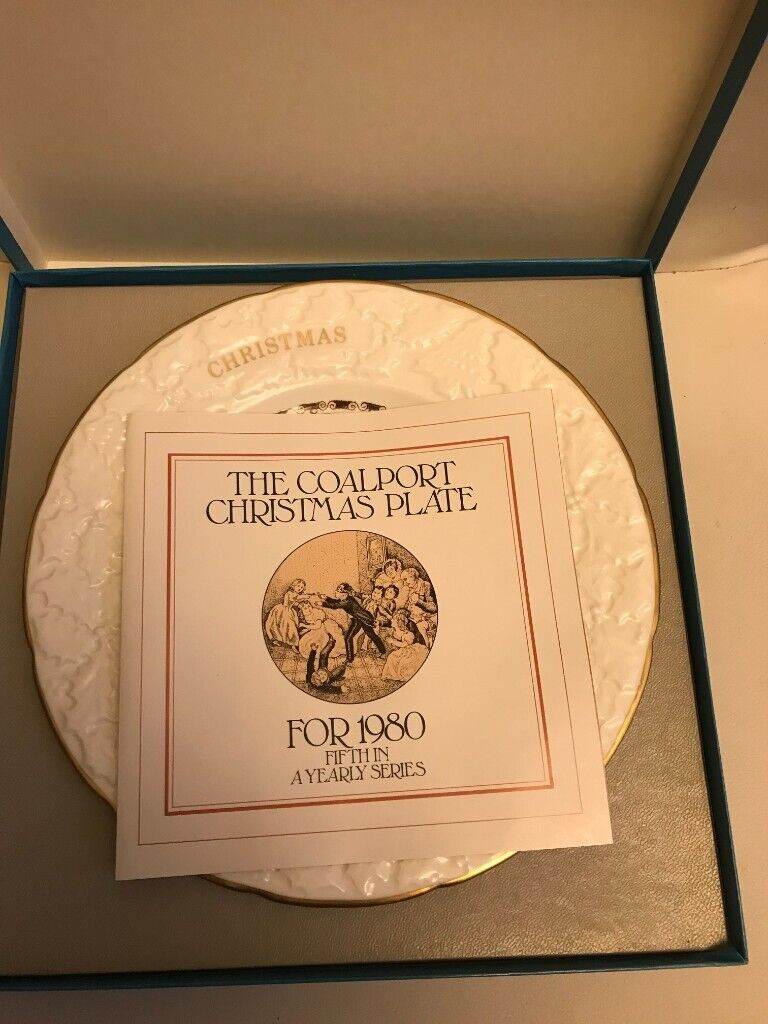 CHRISTMAS
THE COALPORT
CHRISTMAS PLATE
FOR 1980
FIFTH IN
A YEARLY SERIES